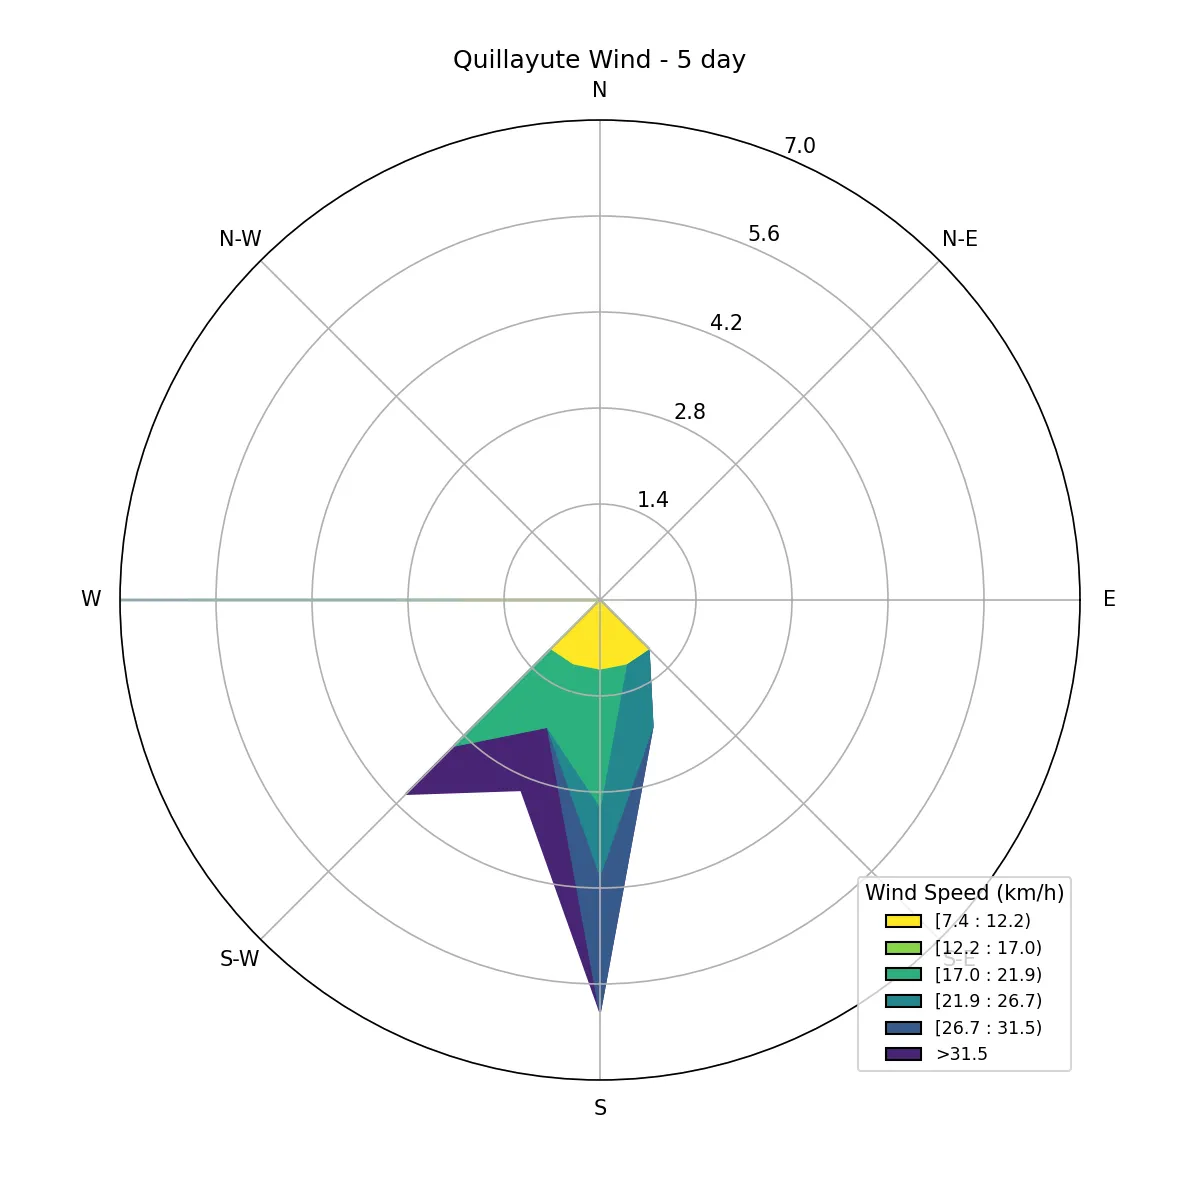 Quillayute Wind - 5 day
N
7.0
N-W
5.6
N-E
4.2
2.8
1.4
W
E
Wind Speed (km/h)
[7.4 : 12.2)
[12.2 : 17.0)
S-W
S-E
[17.0 : 21.9)
[21.9 : 26.7)
[26.7 : 31.5)
>31.5
S